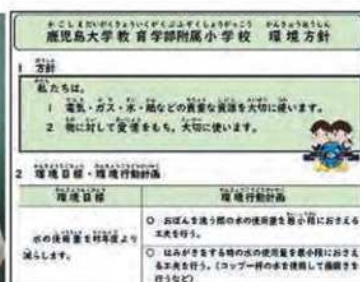 鹿児島大学教育学部附属小学校 環境方針
1 方針
私たちは、
1 電気・ガス・水・紙などの貴重な資源を大切に使います。
2 物に対して愛情をもち、大切に使います。
2 環境目標・環境行動計画
環境目標
環境行動計画
水の使用量を昨年度より
減らします。
○ おぼんを洗う際の水の使用量を最小限におさえる
工夫を行う。
○ はみがきをする時の水の使用量を最小限におさえ
る工夫を行う。(コップ一杯の水を使用して歯磨きを
行うなど)